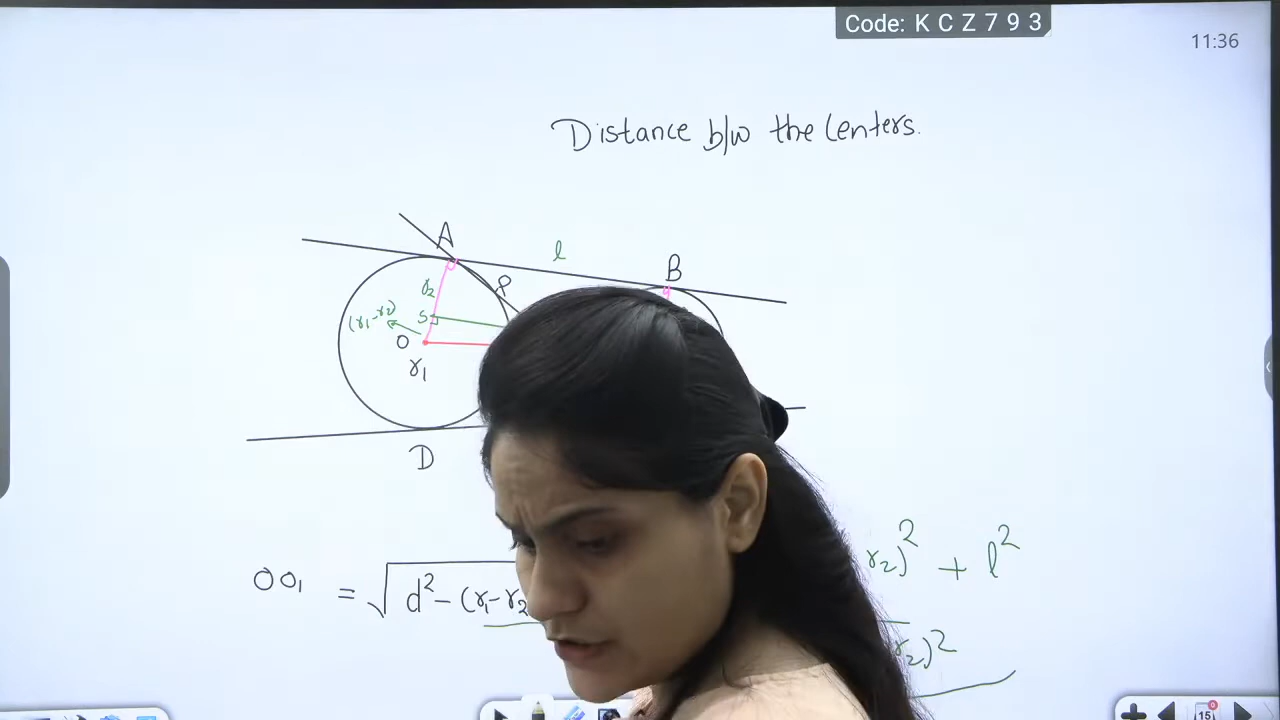 Code: K C Z 7 9 3
11:36
Distance b/w the Centers.
A
l
B
P
r2
S
(r1-r2)
O
r1
D
r2)² + l²
OO1 = √d²-(r1-r2
r2)²
15